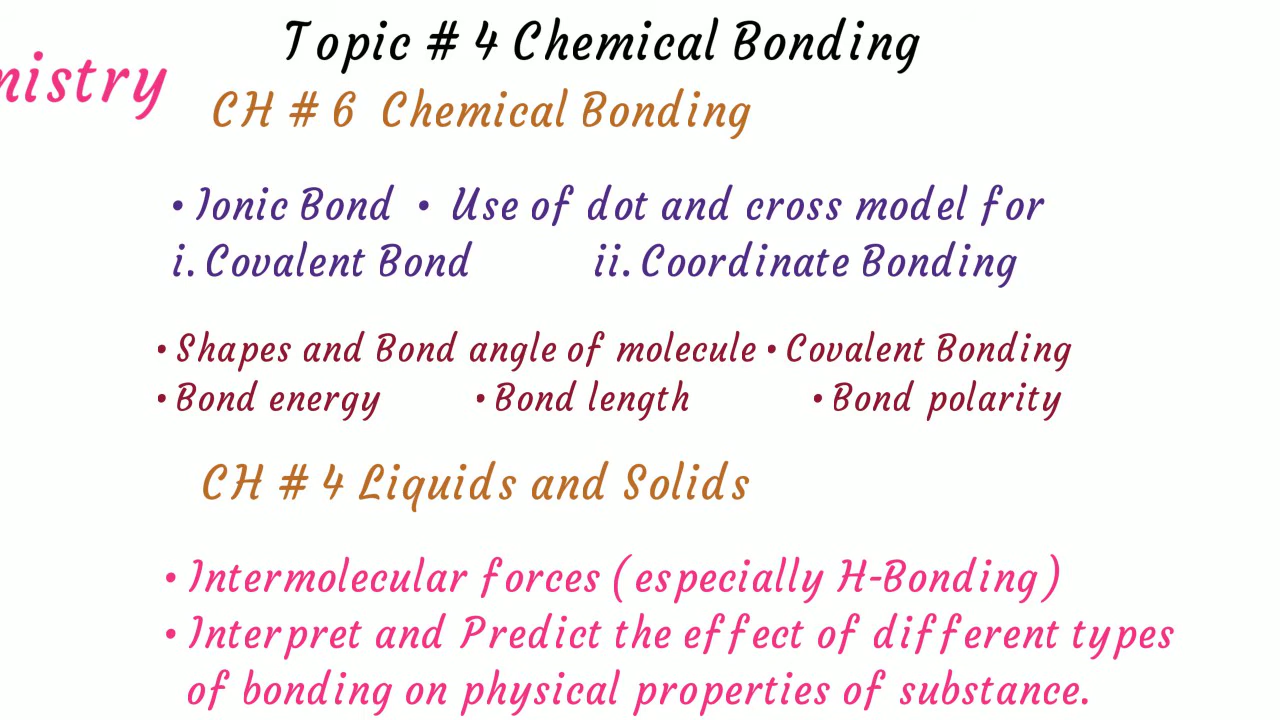 Topic # 4 Chemical Bonding
nistry
CH # 6 Chemical Bonding
• Ionic Bond • Use of dot and cross model for
i. Covalent Bond ii. Coordinate Bonding
• Shapes and Bond angle of molecule • Covalent Bonding
• Bond energy • Bond length • Bond polarity
CH # 4 Liquids and Solids
• Intermolecular forces (especially H-Bonding)
• Interpret and Predict the effect of different types
of bonding on physical properties of substance.